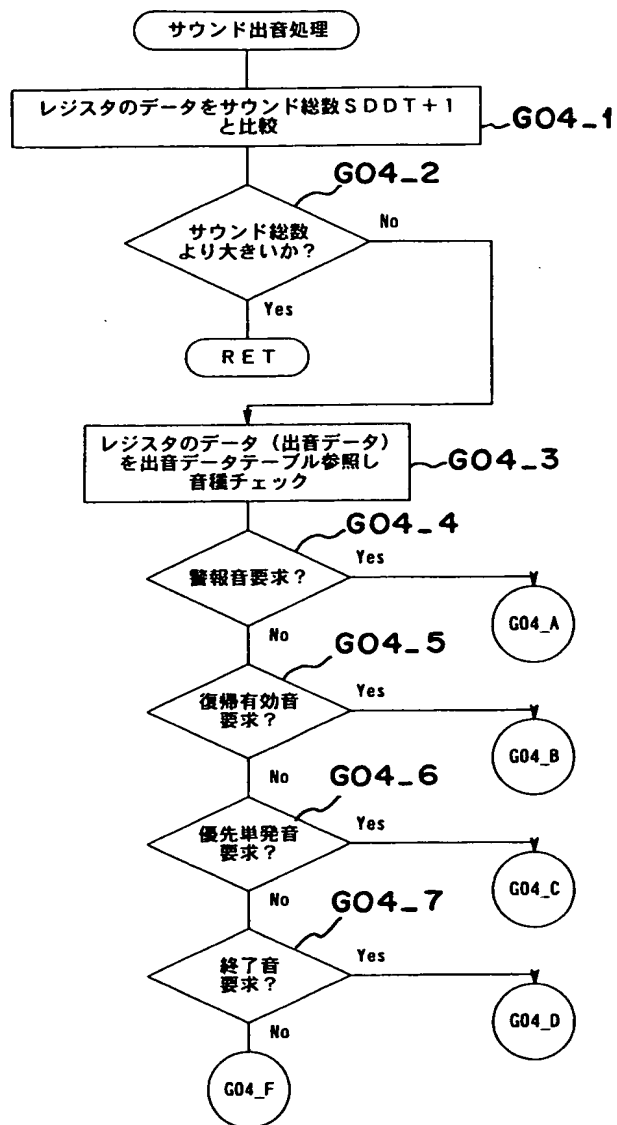 サウンド出音処理
レジスタのデータをサウンド総数SDDT+1
と比較
G04_1
G04_2
サウンド総数
より大きいか?
No
Yes
RET
レジスタのデータ(出音データ)
を出音データテーブル参照し
音種チェック
G04_3
G04_4
警報音要求?
Yes
G04_A
No
G04_5
復帰有効音
要求?
Yes
G04_B
No
G04_6
優先単発音
要求?
Yes
G04_C
No
G04_7
終了音
要求?
Yes
G04_D
No
G04_F